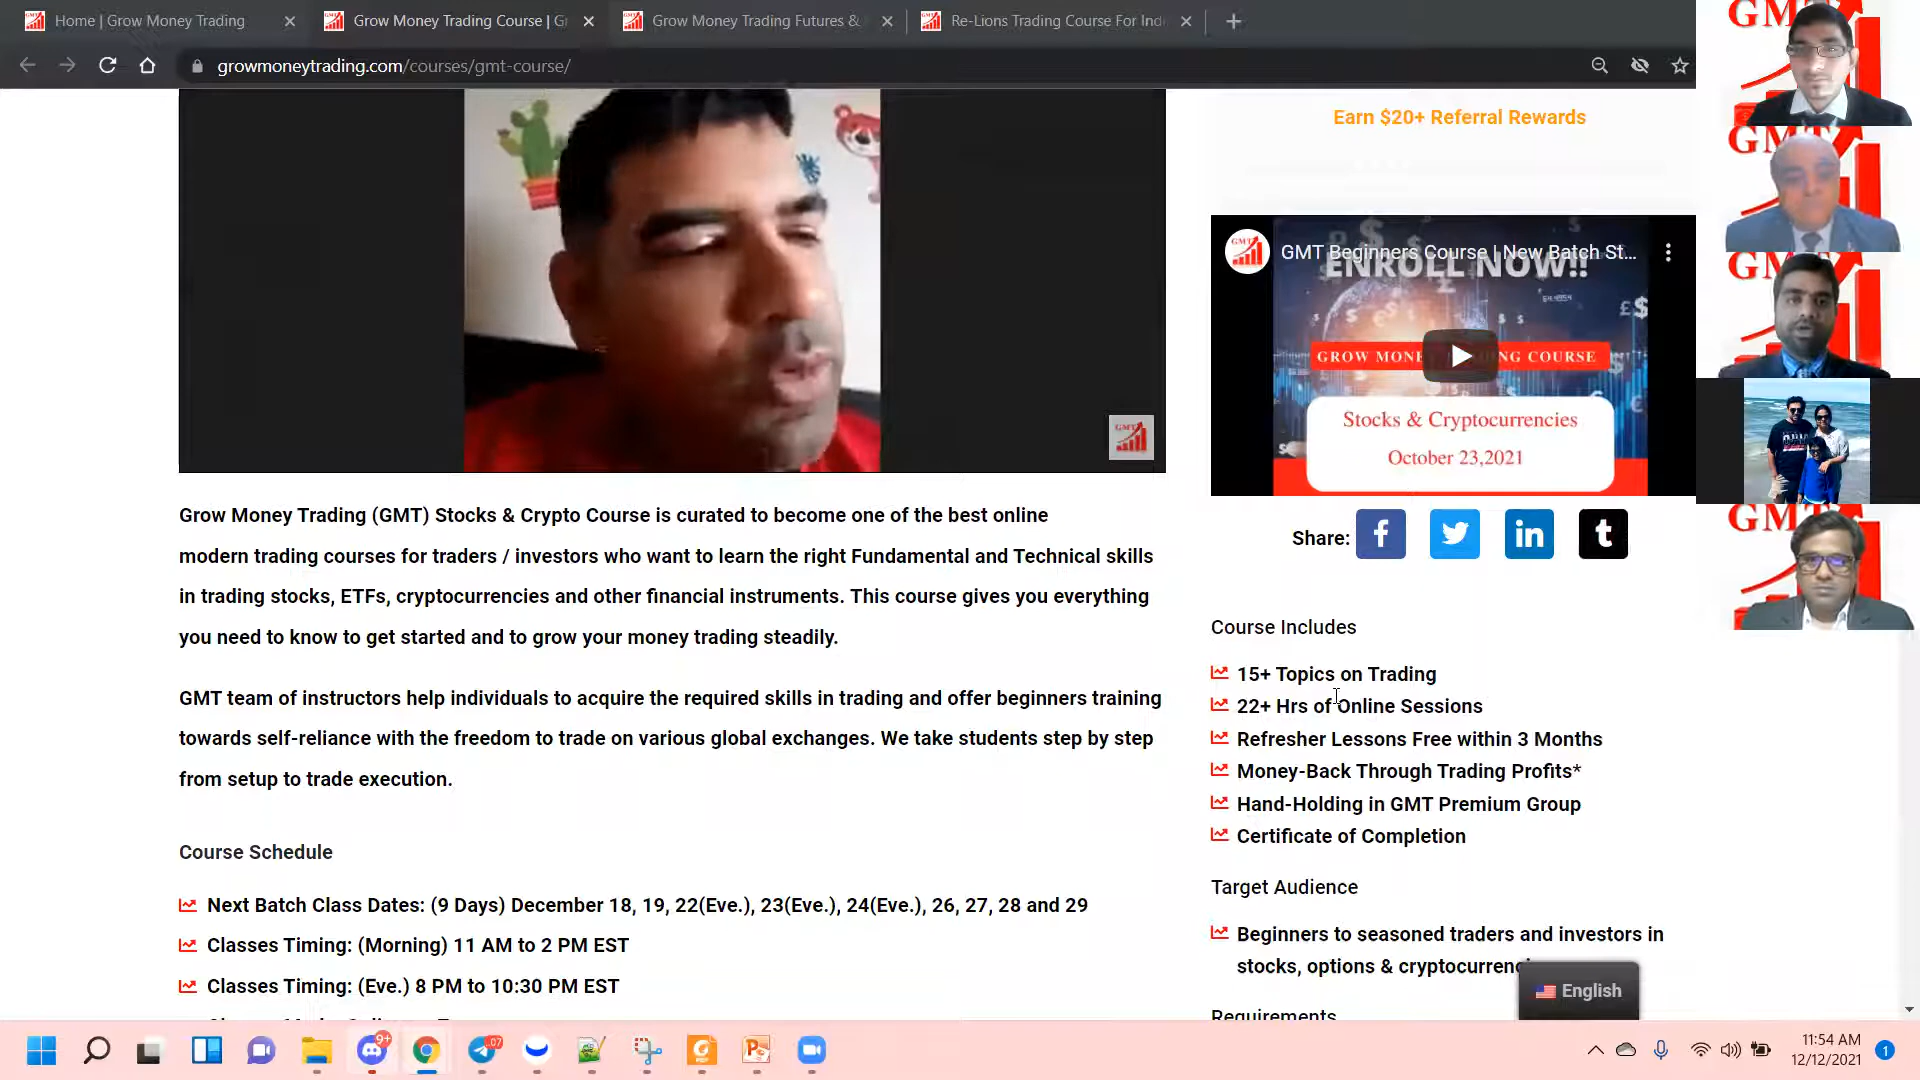 Home | Grow Money Trading
Grow Money Trading Course | Gr
Grow Money Trading Futures &
Re-Lions Trading Course For Ind
growmoneytrading.com/courses/gmt-course/
Earn $20+ Referral Rewards
GMT
GMT Beginners Course | New Batch St...
ENROLL NOW!!
GROW MONE NG COURSE
Stocks & Cryptocurrencies
October 23,2021
Share:
Grow Money Trading (GMT) Stocks & Crypto Course is curated to become one of the best online
modern trading courses for traders / investors who want to learn the right Fundamental and Technical skills
in trading stocks, ETFs, cryptocurrencies and other financial instruments. This course gives you everything
you need to know to get started and to grow your money trading steadily.
GMT team of instructors help individuals to acquire the required skills in trading and offer beginners training
towards self-reliance with the freedom to trade on various global exchanges. We take students step by step
from setup to trade execution.
Course Schedule
Next Batch Class Dates: (9 Days) December 18, 19, 22(Eve.), 23(Eve.), 24(Eve.), 26, 27, 28 and 29
Classes Timing: (Morning) 11 AM to 2 PM EST
Classes Timing: (Eve.) 8 PM to 10:30 PM EST
Course Includes
15+ Topics on Trading
22+ Hrs of Online Sessions
Refresher Lessons Free within 3 Months
Money-Back Through Trading Profits*
Hand-Holding in GMT Premium Group
Certificate of Completion
Target Audience
Beginners to seasoned traders and investors in
stocks, options & cryptocurrenc
Requirements
English
GMT
GMT
GMT
GMT
GMT
9+
.07
11:54 AM
12/12/2021
1